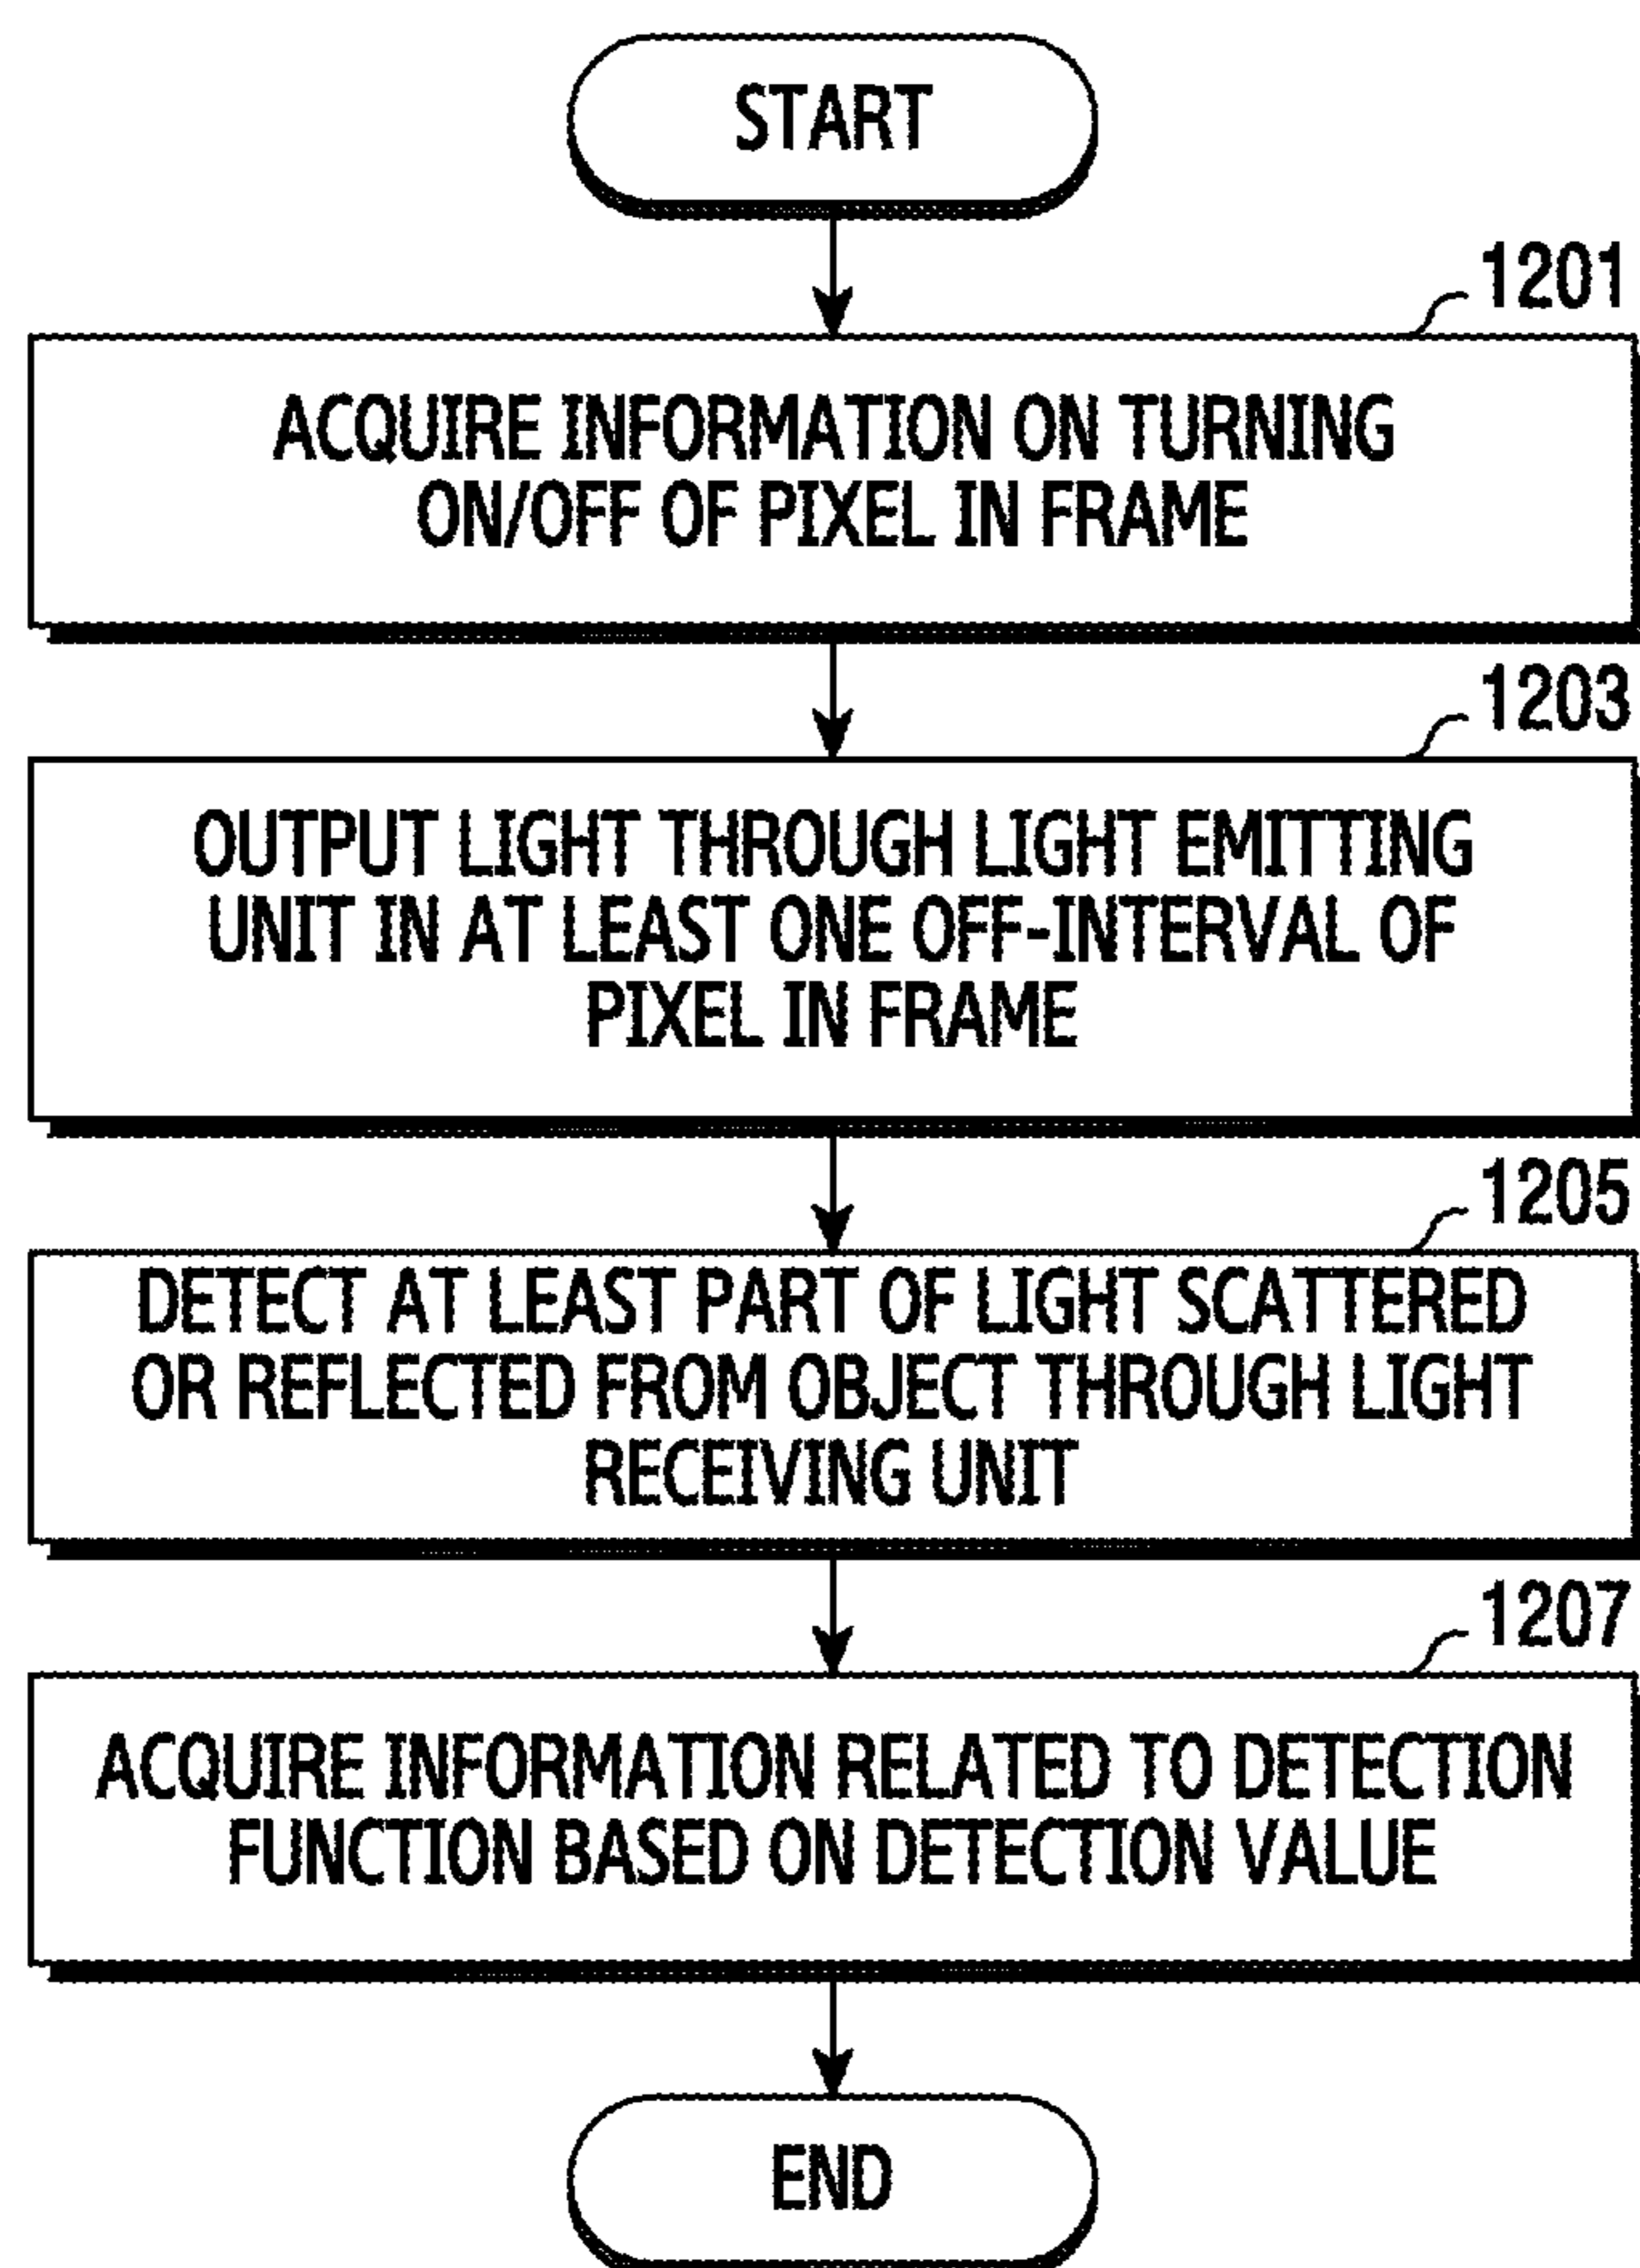 START
1201
ACQUIRE INFORMATION ON TURNING
ON/OFF OF PIXEL IN FRAME
1203
OUTPUT LIGHT THROUGH LIGHT EMITTING
UNIT IN AT LEAST ONE OFF-INTERVAL OF
PIXEL IN FRAME
1205
DETECT AT LEAST PART OF LIGHT SCATTERED
OR REFLECTED FROM OBJECT THROUGH LIGHT
RECEIVING UNIT
1207
ACQUIRE INFORMATION RELATED TO DETECTION
FUNCTION BASED ON DETECTION VALUE
END